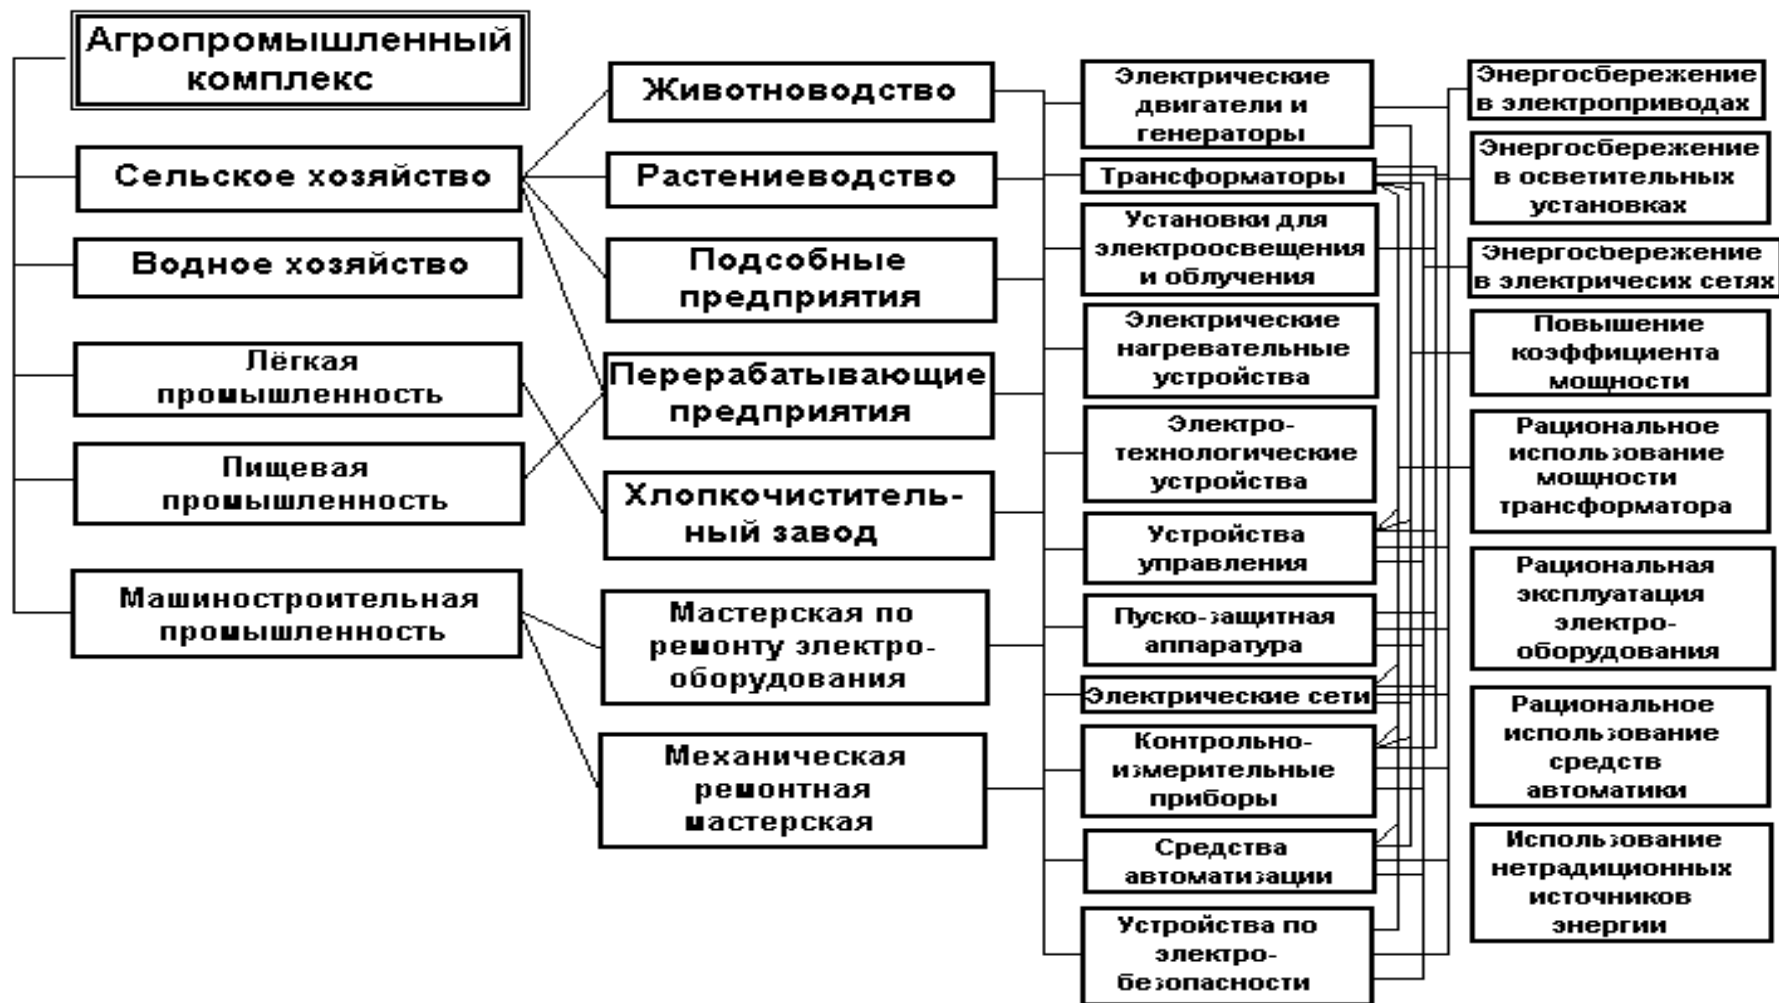 Агропромышленный
комплекс
Сельское хозяйство
Водное хозяйство
Лёгкая
промышленность
Пищевая
промышленность
Машиностроительная
промышленность
Животноводство
Растениеводство
Подсобные
предприятия
Перерабатывающие
предприятия
Хлопкочиститель-
ный завод
Мастерская по
ремонту электро-
оборудования
Механическая
ремонтная
мастерская
Электрические
двигатели и
генераторы
Трансформаторы
Установки для
электроосвещения
и облучения
Электрические
нагревательные
устройства
Электро-
технологические
устройства
Устройства
управления
Пуско-защитная
аппаратура
Электрические сети
Контрольно-
измерительные
приборы
Средства
автоматизации
Устройства по
электро-
безопасности
Энергосбережение
в электроприводах
Энергосбережение
в осветительных
установках
Энергосбережение
в электричесих сетях
Повышение
коэффициента
мощности
Рациональное
использование
мощности
трансформатора
Рациональная
эксплуатация
электро-
оборудования
Рациональное
использование
средств
автоматики
Использование
нетрадиционных
источников
энергии